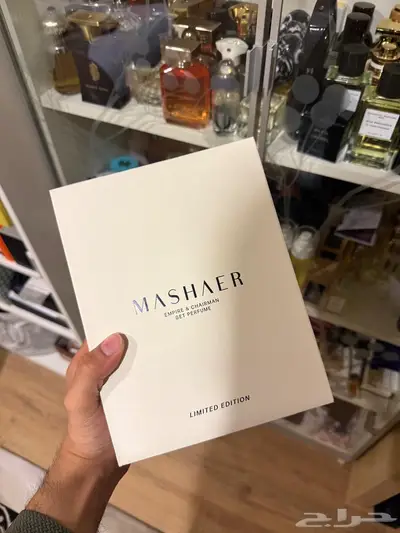 MASHAER
EMPIRE & CHAIRMAN
SET PERFUME
LIMITED EDITION
حراج